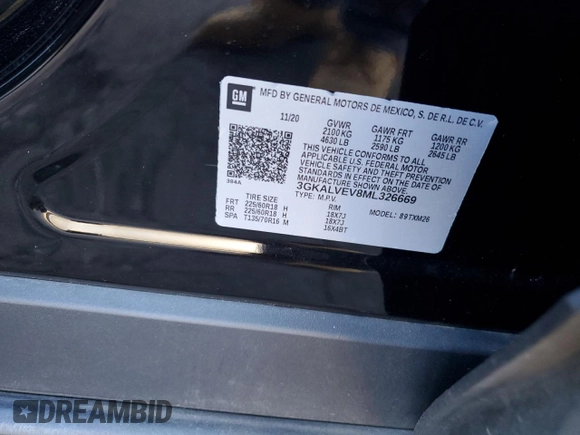 GM
MFD BY GENERAL MOTORS DE MEXICO, S. DE R.L. DE C.V.
11/20 GVWR GAWR FRT GAWR RR
2100 KG 1175 KG 1200 KG
4630 LB 2590 LB 2645 LB
THIS VEHICLE CONFORMS TO ALL
APPLICABLE U.S. FEDERAL MOTOR VEHICLE
SAFETY, BUMPER, AND THEFT PREVENTION
STANDARDS IN EFFECT ON THE DATE OF
MANUFACTURE SHOWN ABOVE.
384A
3GKALVEV8ML326669
TYPE: M.P.V. MODEL: 89TXM26
TIRE SIZE
FRT 225/60R18 H 18X7J
RR 225/60R18 H 18X7J
SPA T135/70R16 M 16X4BT
DREAMBID